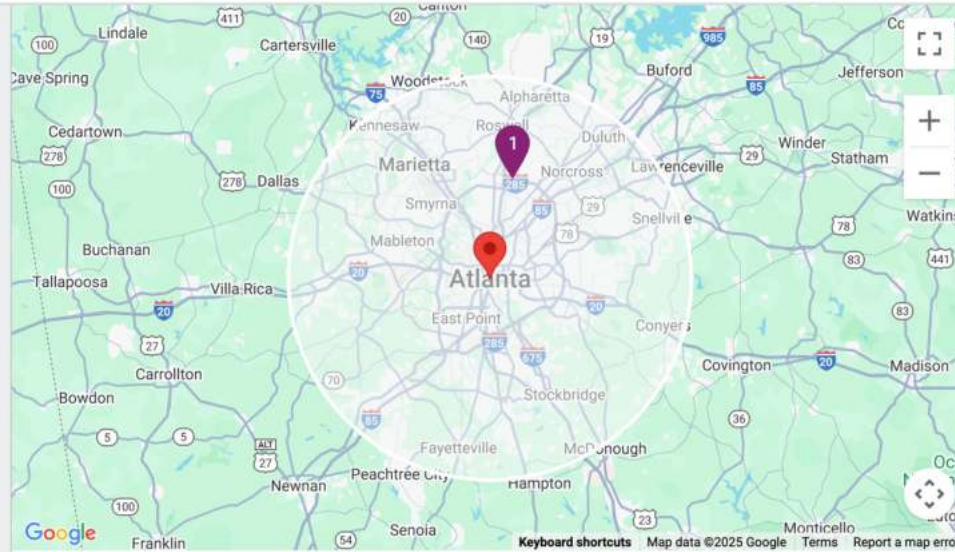 Canton
411
20
Lindale
Cartersville
100
140
19
985
Buford
Cave Spring
Woodstock
75
Jefferson
85
Alpharetta
Cedartown
Kennesaw
Roswell
Duluth
1
Winder
278
Marietta
Norcross
Lawrenceville
29
Statham
100
278
Dallas
285
Smyrna
85
29
Snellville
78
Buchanan
Mableton
78
441
Tallapoosa
20
Atlanta
83
Villa Rica
20
20
83
East Point
Conyers
27
285
675
Covington
20
Madison
Carrollton
70
Bowdon
Stockbridge
85
36
5
5
ALT
27
Fayetteville
McDonough
Peachtree City
Newnan
Hampton
100
23
Monticello
Google
Franklin
54
Senoia
Keyboard shortcuts Map data ©2025 Google Terms Report a map erro